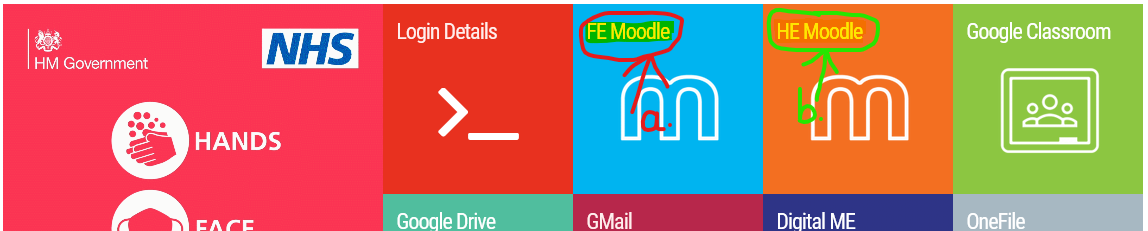 HM Government
NHS
HANDS
FACE
Login Details
FE Moodle
a.
HE Moodle
b.
Google Classroom
Google Drive
GMail
Digital ME
OneFile